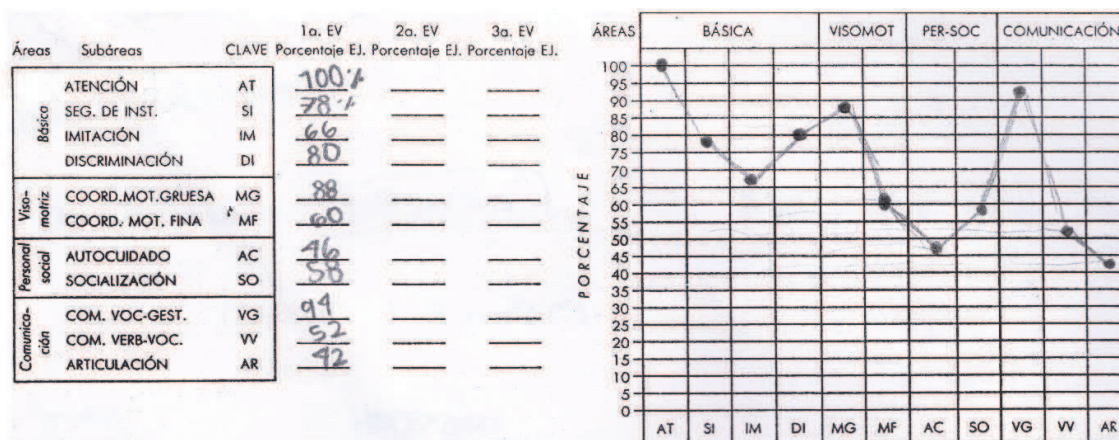 1a. EV 2a. EV 3a. EV
Áreas Subáreas CLAVE Porcentaje EJ. Porcentaje EJ. Porcentaje EJ.
Básica
ATENCIÓN AT 100%
SEG. DE INST. SI 78%
IMITACIÓN IM 66
DISCRIMINACIÓN DI 80
Viso-motriz
COORD.MOT.GRUESA MG 88
COORD. MOT. FINA MF 60
Personal social
AUTOCUIDADO AC 46
SOCIALIZACIÓN SO 58
Comunica-ción
COM. VOC-GEST. VG 94
COM. VERB-VOC. VV 52
ARTICULACIÓN AR 42
ÁREAS BÁSICA VISOMOT PER-SOC COMUNICACIÓN
PORCENTAJE
100
95
90
85
80
75
70
65
60
55
50
45
40
35
30
25
20
15
10
5
0
AT SI IM DI MG MF AC SO VG VV AR